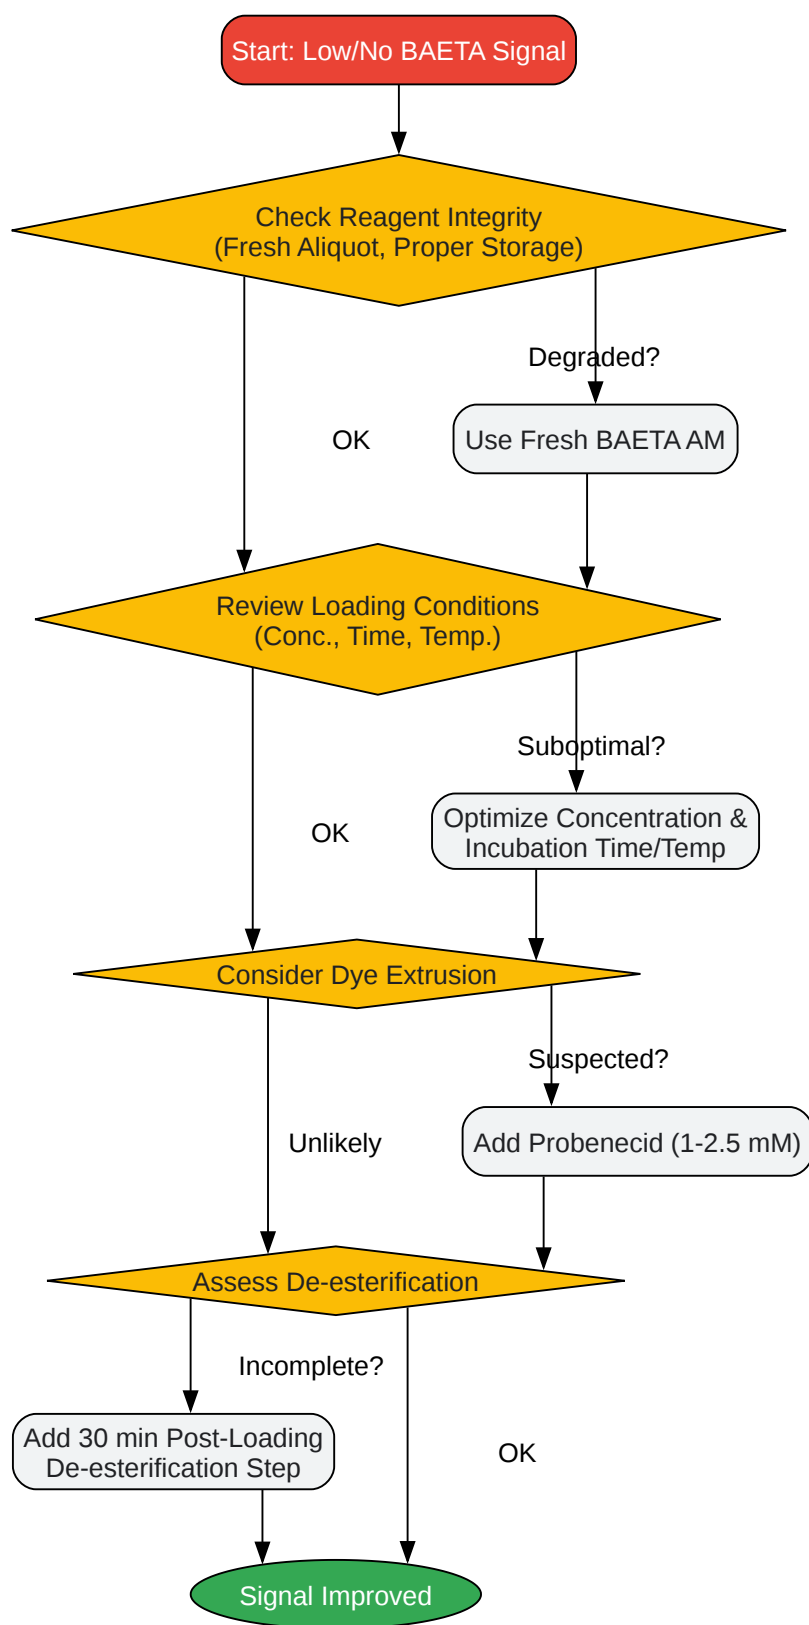 Start: Low/No BAETA Signal
Check Reagent Integrity
(Fresh Aliquot, Proper Storage)
Degraded?
OK
Use Fresh BAETA AM
Review Loading Conditions
(Conc., Time, Temp.)
Suboptimal?
OK
Optimize Concentration &
Incubation Time/Temp
Consider Dye Extrusion
Suspected?
Unlikely
Add Probenecid (1-2.5 mM)
Assess De-esterification
Incomplete?
Add 30 min Post-Loading
De-esterification Step
OK
Signal Improved